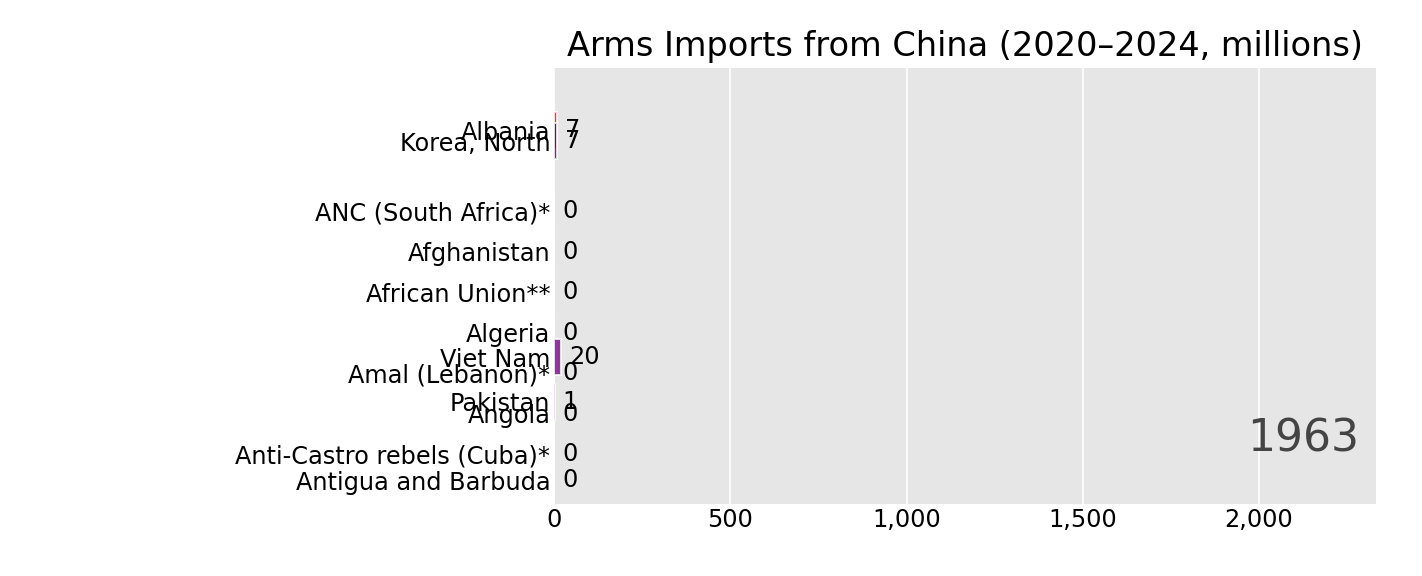 Arms Imports from China (2020–2024, millions)
Albania 7
Korea, North 7
ANC (South Africa)* 0
Afghanistan 0
African Union** 0
Algeria 0
Viet Nam 20
Amal (Lebanon)* 0
Pakistan 1
Angola 0
1963
Anti-Castro rebels (Cuba)* 0
Antigua and Barbuda 0
0 500 1,000 1,500 2,000